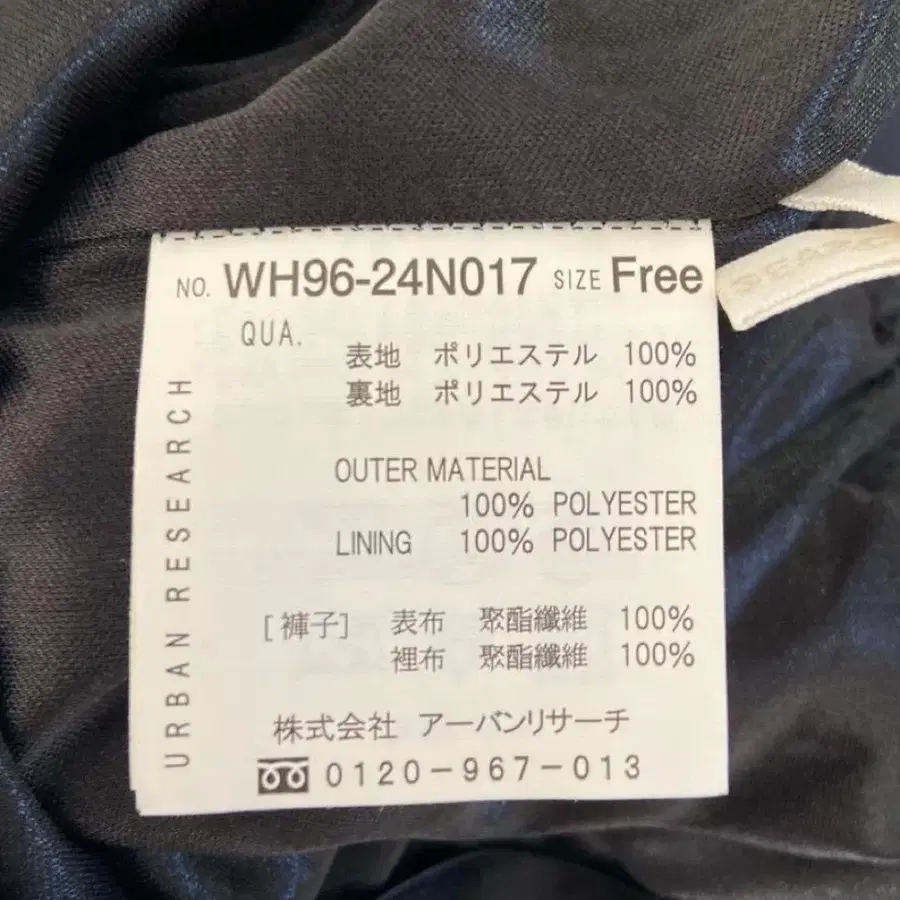 NO. WH96-24N017 SIZE Free
QUA.
表地 ポリエステル 100%
裏地 ポリエステル 100%
OUTER MATERIAL
100% POLYESTER
LINING 100% POLYESTER
[褲子] 表布 聚酯纖維 100%
裡布 聚酯纖維 100%
株式会社 アーバンリサーチ
0120-967-013
URBAN RESEARCH